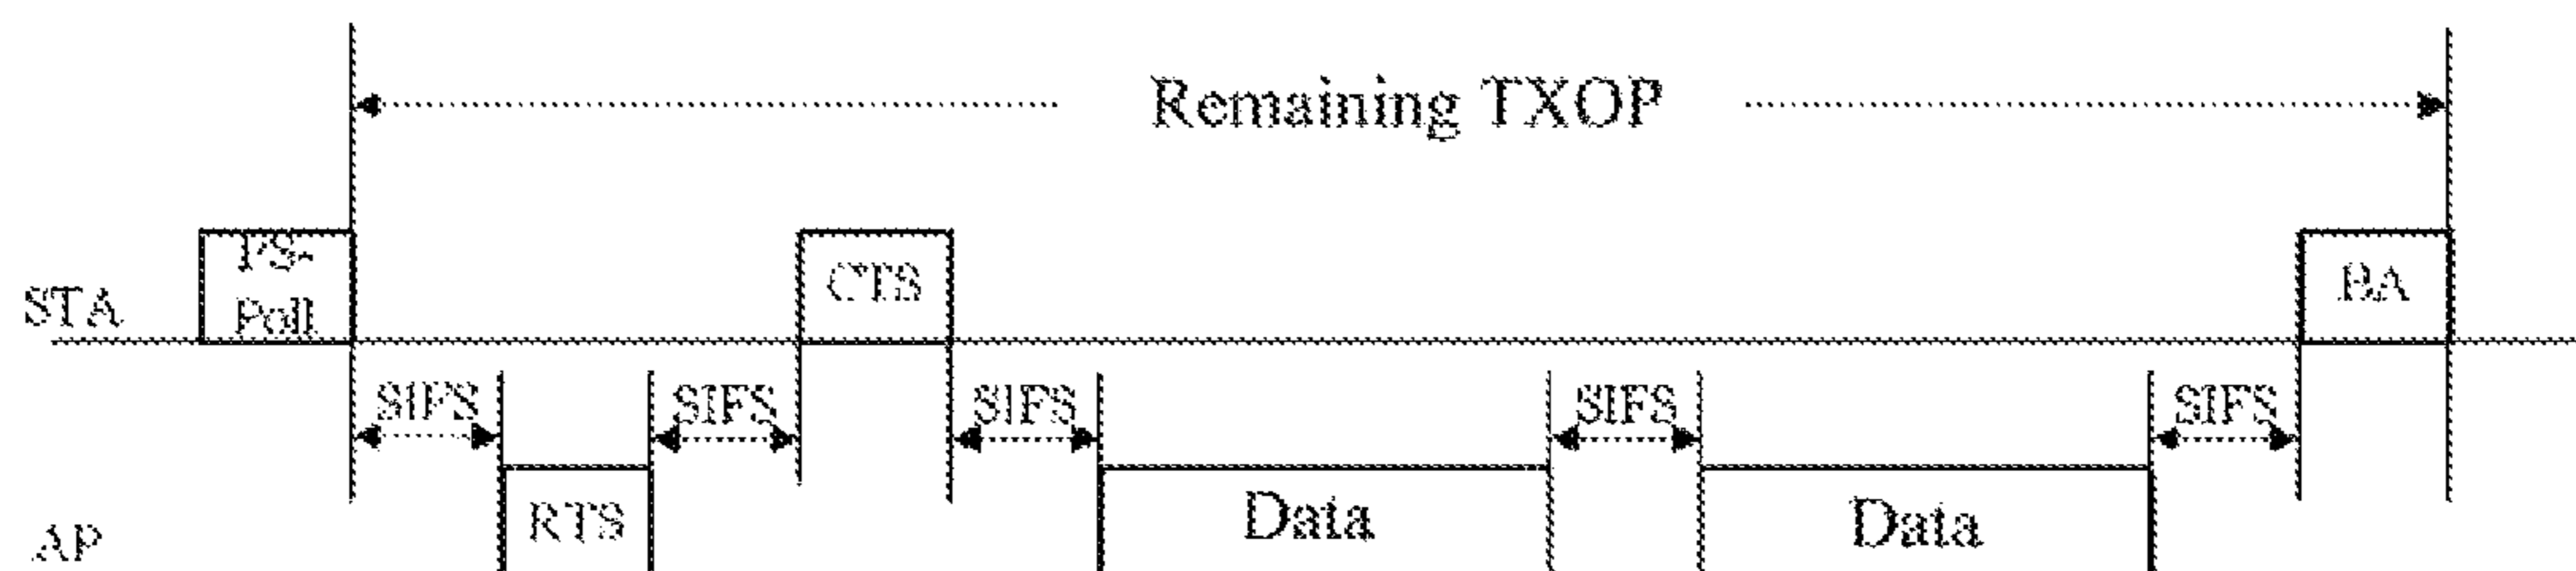 Remaining TXOP
PS-
Poll
CTS
BA
STA
SIFS SIFS SIFS SIFS SIFS
RTS
Data
Data
AP